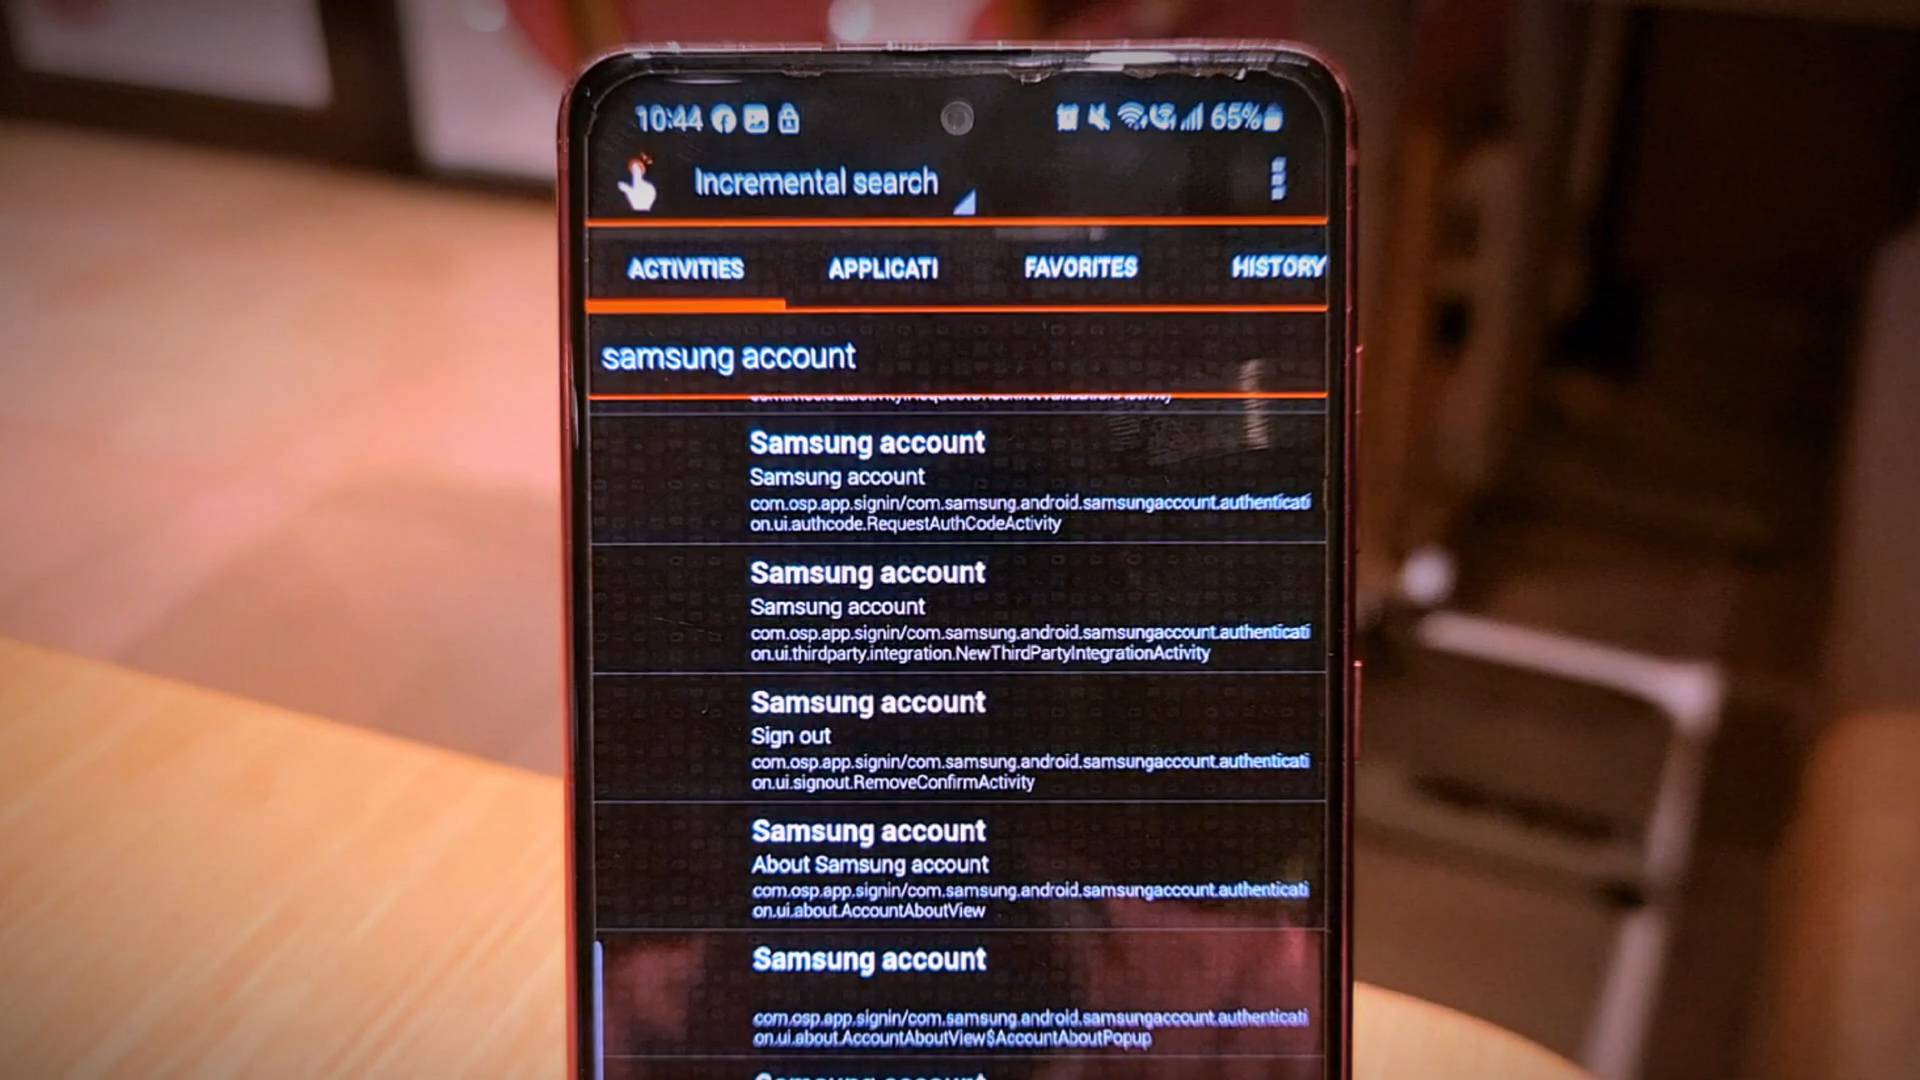 10:44 65%
Incremental search
ACTIVITIES APPLICATI FAVORITES HISTORY
samsung account
Samsung account
Samsung account
com.osp.app.signin/com.samsung.android.samsungaccount.authenticati
on.ui.authcode.RequestAuthCodeActivity
Samsung account
Samsung account
com.osp.app.signin/com.samsung.android.samsungaccount.authenticati
on.ui.thirdparty.integration.NewThirdPartyIntegrationActivity
Samsung account
Sign out
com.osp.app.signin/com.samsung.android.samsungaccount.authenticati
on.ui.signout.RemoveConfirmActivity
Samsung account
About Samsung account
com.osp.app.signin/com.samsung.android.samsungaccount.authenticati
on.ui.about.AccountAboutView
Samsung account
com.osp.app.signin/com.samsung.android.samsungaccount.authenticati
on.ui.about.AccountAboutView$AccountAboutPopup
Samsung account